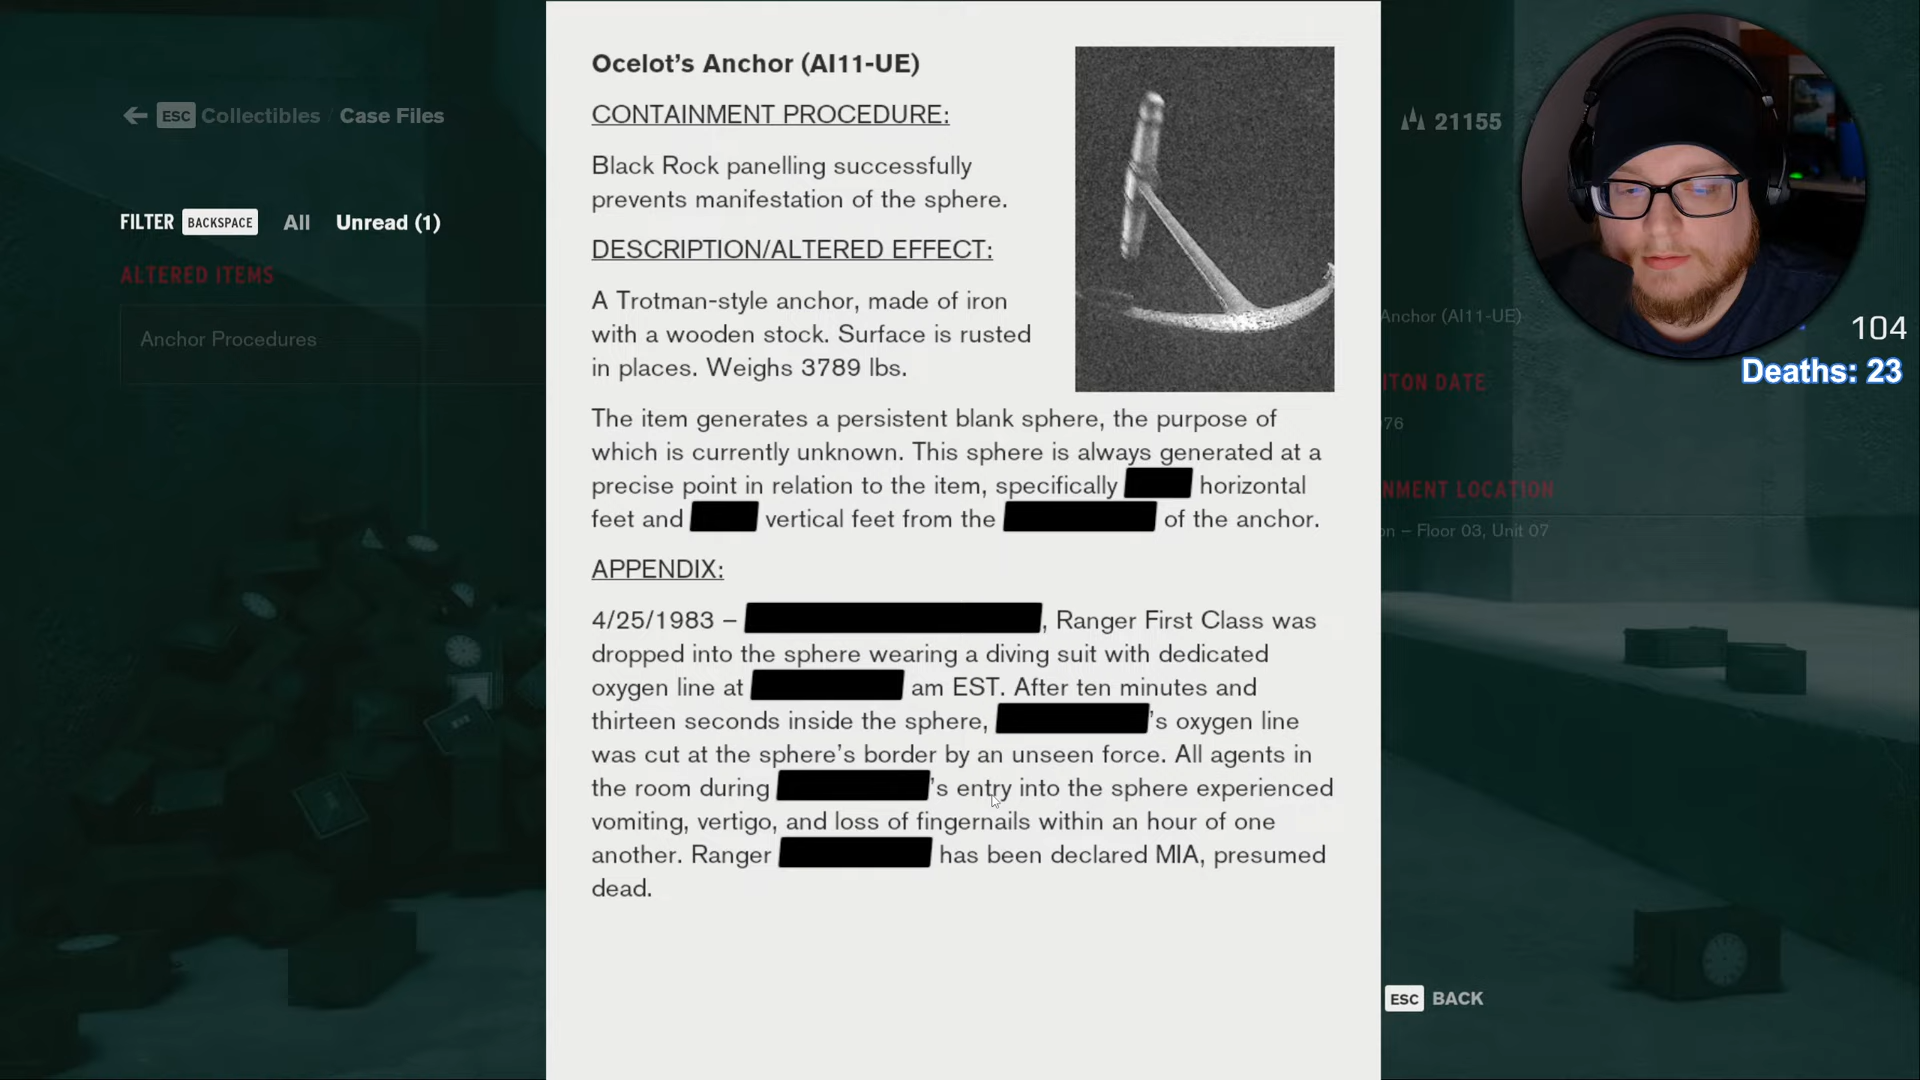 Ocelot's Anchor (AI11-UE)
CONTAINMENT PROCEDURE:
Black Rock panelling successfully
prevents manifestation of the sphere.
DESCRIPTION/ALTERED EFFECT:
A Trotman-style anchor, made of iron
with a wooden stock. Surface is rusted
in places. Weighs 3789 lbs.
The item generates a persistent blank sphere, the purpose of
which is currently unknown. This sphere is always generated at a
precise point in relation to the item, specifically horizontal
feet and vertical feet from the of the anchor.
APPENDIX:
4/25/1983 – , Ranger First Class was
dropped into the sphere wearing a diving suit with dedicated
oxygen line at am EST. After ten minutes and
thirteen seconds inside the sphere, 's oxygen line
was cut at the sphere's border by an unseen force. All agents in
the room during 's entry into the sphere experienced
vomiting, vertigo, and loss of fingernails within an hour of one
another. Ranger has been declared MIA, presumed
dead.
ESC Collectibles / Case Files
FILTER BACKSPACE All Unread (1)
ALTERED ITEMS
Anchor Procedures
21155
Anchor (AI11-UE)
104
Deaths: 23
ITON DATE
76
NMENT LOCATION
on – Floor 03, Unit 07
ESC BACK